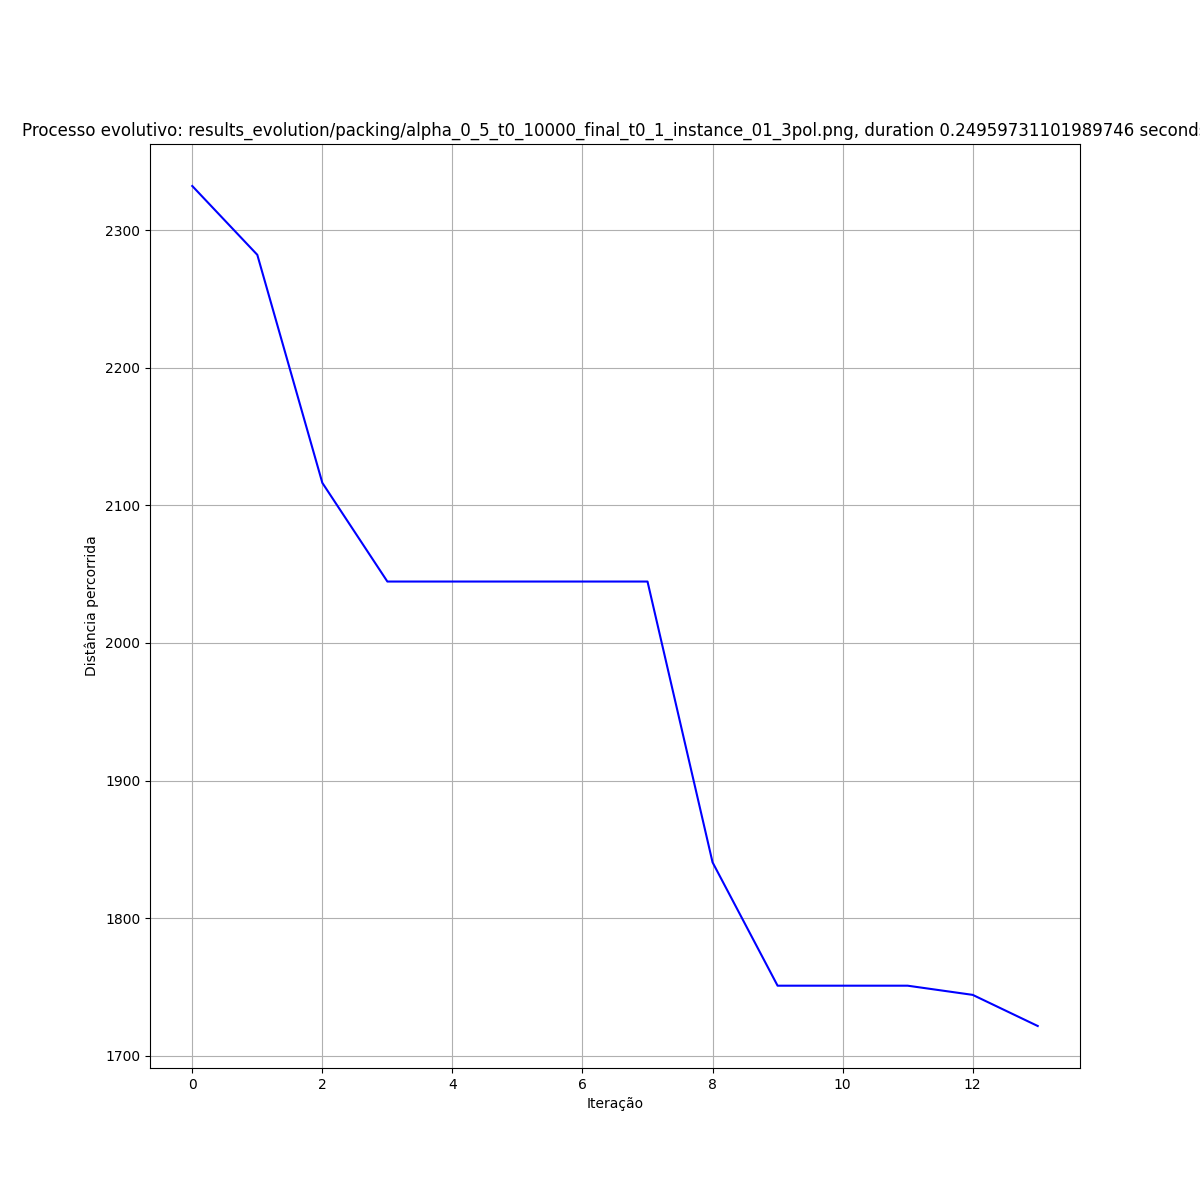 Processo evolutivo: results_evolution/packing/alpha_0_5_t0_10000_final_t0_1_instance_01_3pol.png, duration 0.24959731101989746 second
2300
2200
2100
2000
1900
1800
1700
Distância percorrida
0 2 4 6 8 10 12
Iteração